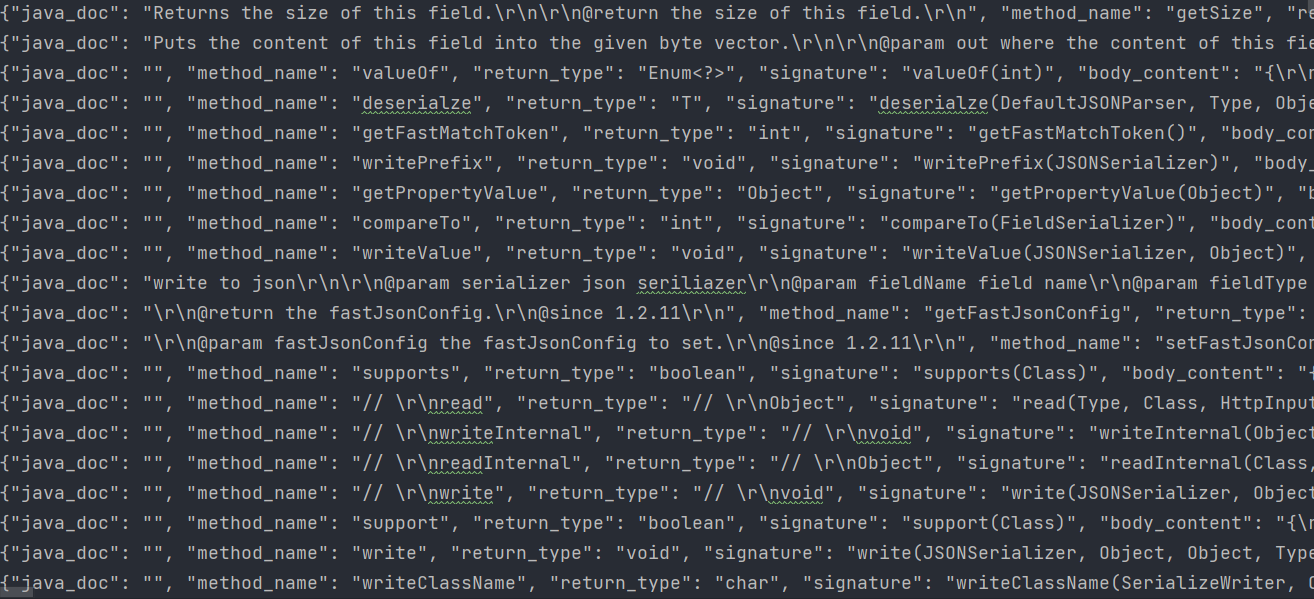 {"java_doc": "Returns the size of this field.\r\n\r\n@return the size of this field.\r\n", "method_name": "getSize", "re
{"java_doc": "Puts the content of this field into the given byte vector.\r\n\r\n@param out where the content of this fie
{"java_doc": "", "method_name": "valueOf", "return_type": "Enum<?>", "signature": "valueOf(int)", "body_content": "{\r\n
{"java_doc": "", "method_name": "deserialze", "return_type": "T", "signature": "deserialze(DefaultJSONParser, Type, Obje
{"java_doc": "", "method_name": "getFastMatchToken", "return_type": "int", "signature": "getFastMatchToken()", "body_con
{"java_doc": "", "method_name": "writePrefix", "return_type": "void", "signature": "writePrefix(JSONSerializer)", "body_
{"java_doc": "", "method_name": "getPropertyValue", "return_type": "Object", "signature": "getPropertyValue(Object)", "b
{"java_doc": "", "method_name": "compareTo", "return_type": "int", "signature": "compareTo(FieldSerializer)", "body_cont
{"java_doc": "", "method_name": "writeValue", "return_type": "void", "signature": "writeValue(JSONSerializer, Object)",
{"java_doc": "write to json\r\n\r\n@param serializer json seriliazer\r\n@param fieldName field name\r\n@param fieldType
{"java_doc": "\r\n@return the fastJsonConfig.\r\n@since 1.2.11\r\n", "method_name": "getFastJsonConfig", "return_type":
{"java_doc": "\r\n@param fastJsonConfig the fastJsonConfig to set.\r\n@since 1.2.11\r\n", "method_name": "setFastJsonCon
{"java_doc": "", "method_name": "supports", "return_type": "boolean", "signature": "supports(Class)", "body_content": "{
{"java_doc": "", "method_name": "// \r\nread", "return_type": "// \r\nObject", "signature": "read(Type, Class, HttpInput
{"java_doc": "", "method_name": "// \r\nwriteInternal", "return_type": "// \r\nvoid", "signature": "writeInternal(Object
{"java_doc": "", "method_name": "// \r\nreadInternal", "return_type": "// \r\nObject", "signature": "readInternal(Class,
{"java_doc": "", "method_name": "// \r\nwrite", "return_type": "// \r\nvoid", "signature": "write(JSONSerializer, Object
{"java_doc": "", "method_name": "support", "return_type": "boolean", "signature": "support(Class)", "body_content": "{\r
{"java_doc": "", "method_name": "write", "return_type": "void", "signature": "write(JSONSerializer, Object, Object, Type
{"java_doc": "", "method_name": "writeClassName", "return_type": "char", "signature": "writeClassName(SerializeWriter,